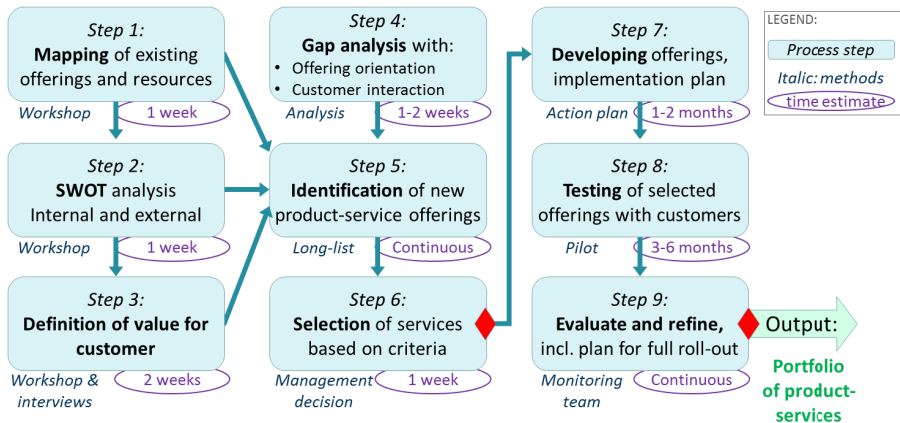 Step 1:
Mapping of existing
offerings and resources
Workshop
1 week
Step 2:
SWOT analysis
Internal and external
Workshop
1 week
Step 3:
Definition of value for
customer
Workshop &
interviews
2 weeks
Step 4:
Gap analysis with:
• Offering orientation
• Customer interaction
Analysis
1-2 weeks
Step 5:
Identification of new
product-service offerings
Long-list
Continuous
Step 6:
Selection of services
based on criteria
Management
decision
1 week
Step 7:
Developing offerings,
implementation plan
Action plan
1-2 months
Step 8:
Testing of selected
offerings with customers
Pilot
3-6 months
Step 9:
Evaluate and refine,
incl. plan for full roll-out
Monitoring
team
Continuous
LEGEND:
Process step
Italic: methods
time estimate
Output:
Portfolio
of product-
services